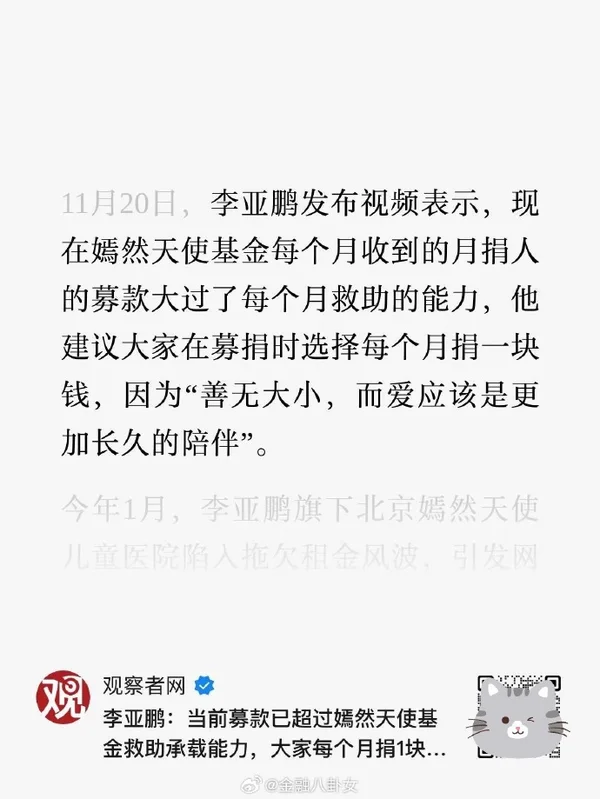 11月20日，李亚鹏发布视频表示，现
在嫣然天使基金每个月收到的月捐人
的募款大过了每个月救助的能力，他
建议大家在募捐时选择每个月捐一块
钱，因为“善无大小，而爱应该是更
加长久的陪伴”。
今年1月，李亚鹏旗下北京嫣然天使
儿童医院陷入拖欠租金风波，引发网
观
观察者网
李亚鹏：当前募款已超过嫣然天使基
金救助承载能力，大家每个月捐1块...
@金融八卦女